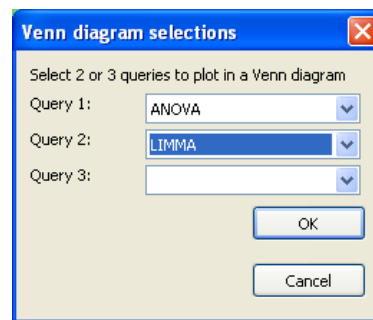 Venn diagram selections
Select 2 or 3 queries to plot in a Venn diagram
Query 1: ANOVA
Query 2: LIMMA
Query 3:
OK
Cancel